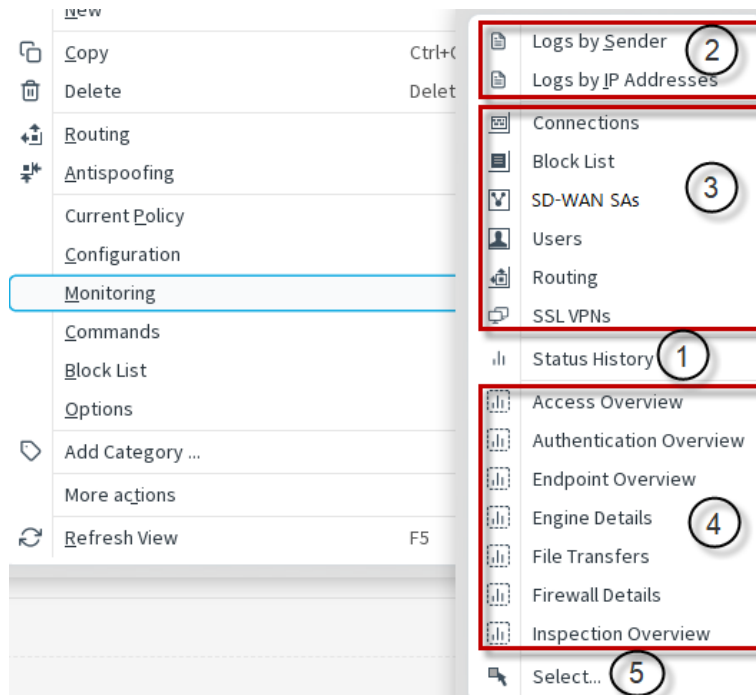 New
Copy Ctrl+C
Delete Delet
Routing
Antispoofing
Current Policy
Configuration
Monitoring
Commands
Block List
Options
Add Category ...
More actions
Refresh View F5
Logs by Sender
2
Logs by IP Addresses
Connections
Block List
3
SD-WAN SAs
Users
Routing
SSL VPNs
Status History 1
Access Overview
Authentication Overview
Endpoint Overview
Engine Details
4
File Transfers
Firewall Details
Inspection Overview
Select... 5